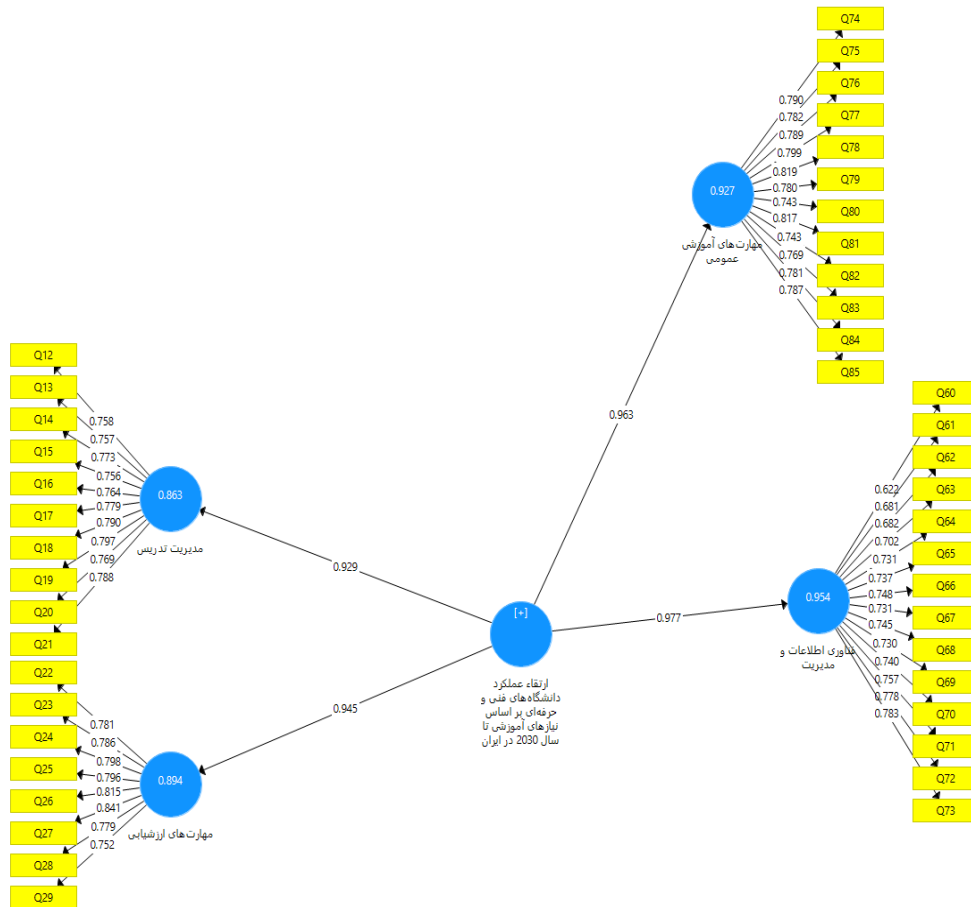 Q74
Q75
Q76
Q77
Q78
Q79
Q80
Q81
Q82
Q83
Q84
Q85
0.790
0.782
0.789
0.799
0.819
0.780
0.743
0.817
0.743
0.769
0.781
0.787
0.927
مهارت‌های آموزشی
عمومی
0.963
Q12
Q13
Q14
Q15
Q16
Q17
Q18
Q19
Q20
Q21
0.758
0.757
0.773
0.756
0.764
0.779
0.790
0.797
0.769
0.788
0.863
مدیریت تدریس
0.929
Q60
Q61
Q62
Q63
Q64
Q65
Q66
Q67
Q68
Q69
Q70
Q71
Q72
Q73
0.622
0.681
0.682
0.702
0.731
0.737
0.748
0.731
0.745
0.730
0.740
0.757
0.778
0.783
0.954
فناوری اطلاعات و
مدیریت
0.977
[+]
ارتقاء عملکرد
دانشگاه‌های فنی و
حرفه‌ای بر اساس
نیازهای آموزشی تا
سال 2030 در ایران
0.945
Q22
Q23
Q24
Q25
Q26
Q27
Q28
Q29
0.781
0.786
0.798
0.796
0.815
0.841
0.779
0.752
0.894
مهارت‌های ارزشیابی